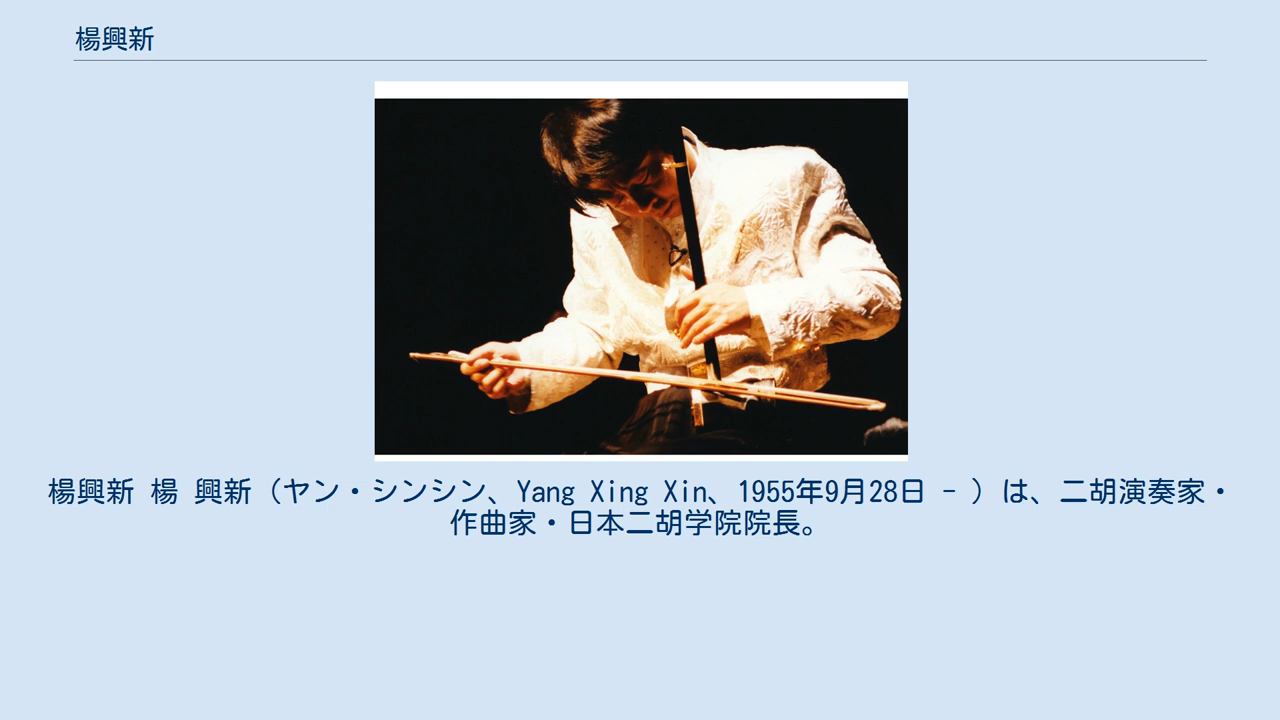 楊興新
楊興新 楊 興新（ヤン・シンシン、Yang Xing Xin、1955年9月28日 - ）は、二胡演奏家・
作曲家・日本二胡学院院長。